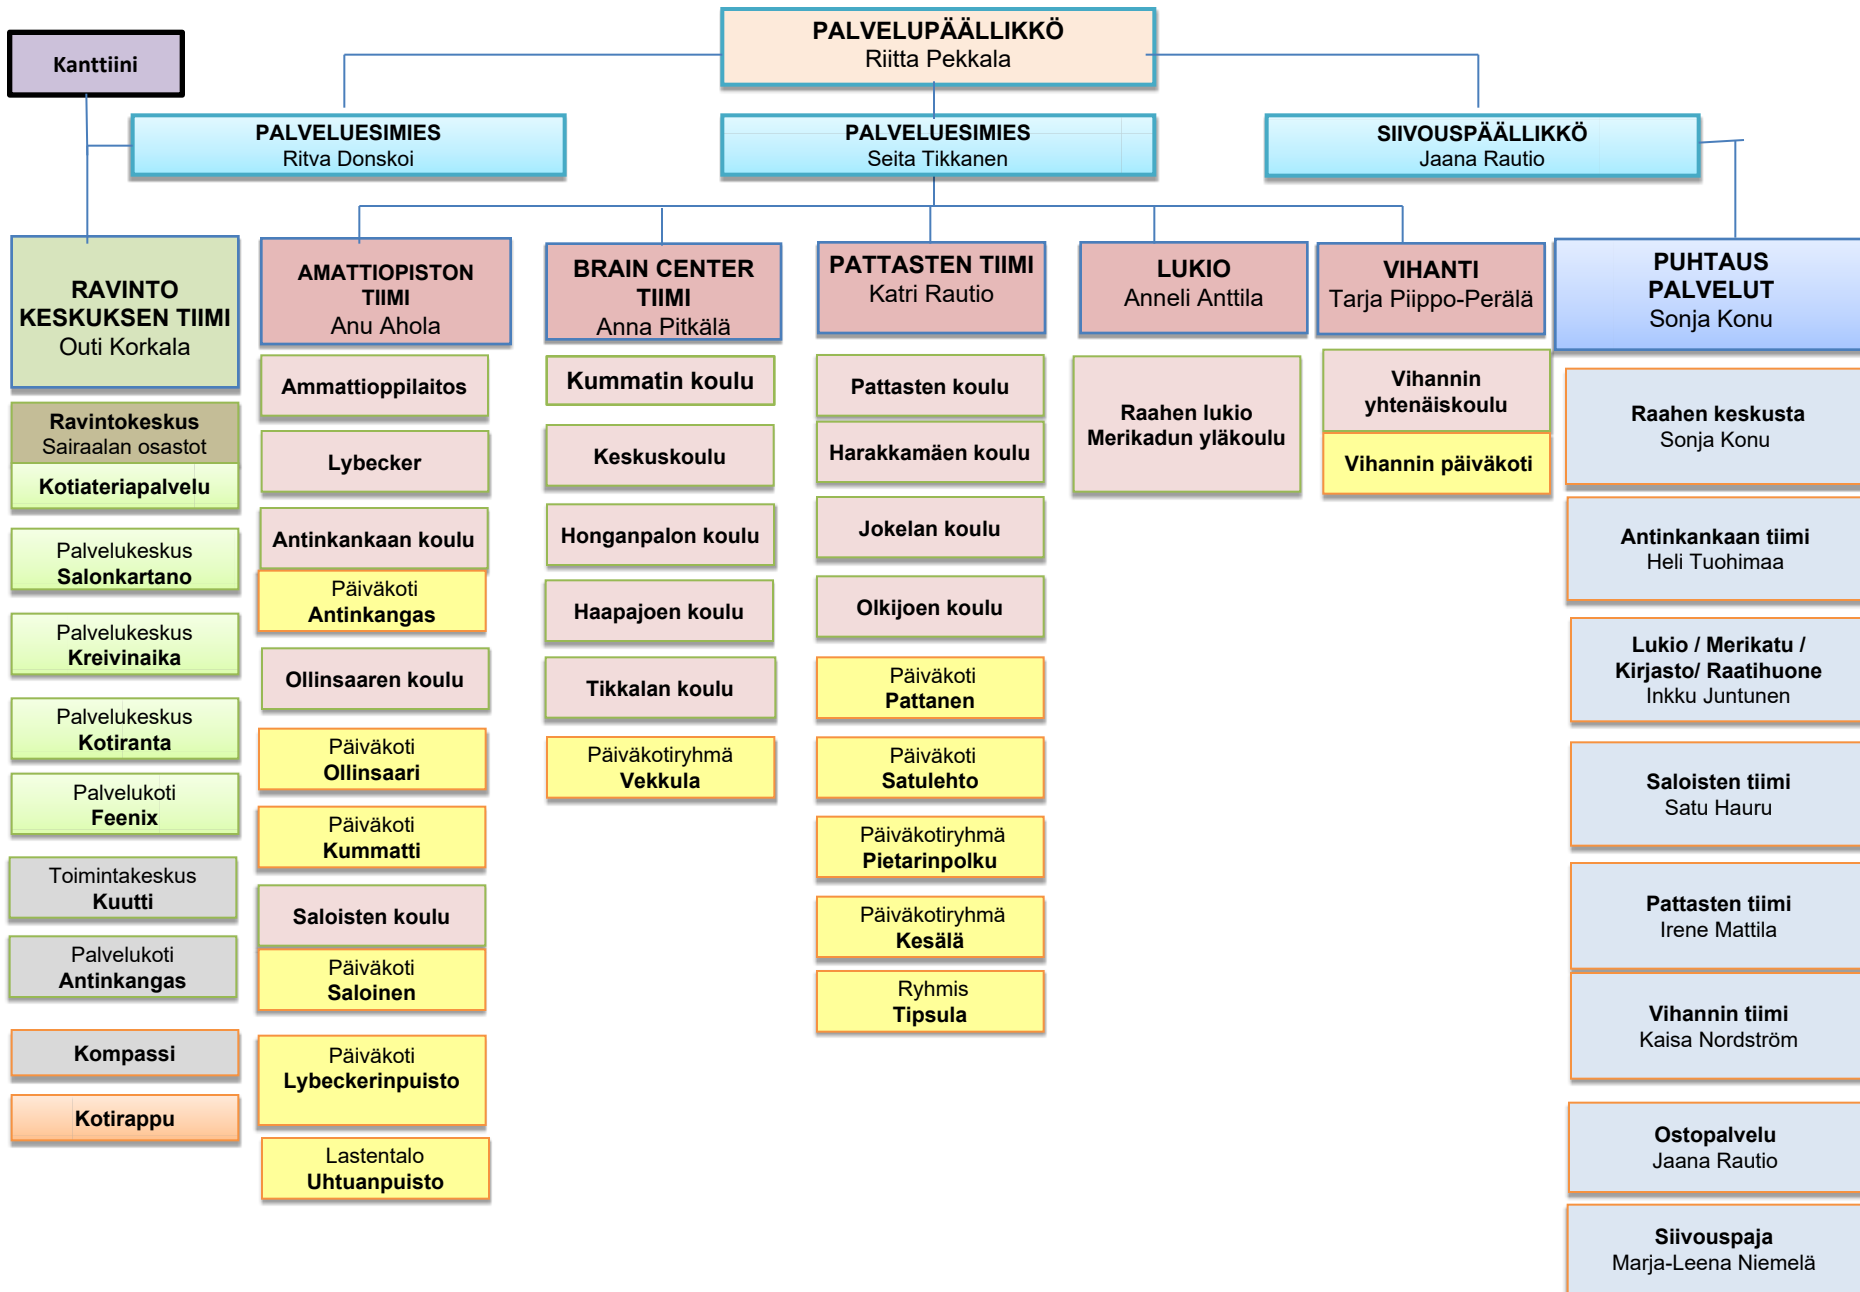 PALVELUPÄÄLLIKKÖ
Riitta Pekkala
Kanttiini
PALVELUESIMIES
Ritva Donskoi
PALVELUESIMIES
Seita Tikkanen
SIIVOUSPÄÄLLIKKÖ
Jaana Rautio
RAVINTO
KESKUKSEN TIIMI
Outi Korkala
Ravintokeskus
Sairaalan osastot
Kotiateriapalvelu
Palvelukeskus
Salonkartano
Palvelukeskus
Kreivinaika
Palvelukeskus
Kotiranta
Palvelukoti
Feenix
Toimintakeskus
Kuutti
Palvelukoti
Antinkangas
Kompassi
Kotirappu
AMATTIOPISTON
TIIMI
Anu Ahola
Ammattioppilaitos
Lybecker
Antinkankaan koulu
Päiväkoti
Antinkangas
Ollinsaaren koulu
Päiväkoti
Ollinsaari
Päiväkoti
Kummatti
Saloisten koulu
Päiväkoti
Saloinen
Päiväkoti
Lybeckerinpuisto
Lastentalo
Uhtuanpuisto
BRAIN CENTER
TIIMI
Anna Pitkälä
Kummatin koulu
Keskuskoulu
Honganpalon koulu
Haapajoen koulu
Tikkalan koulu
Päiväkotiryhmä
Vekkula
PATTASTEN TIIMI
Katri Rautio
Pattasten koulu
Harakkamäen koulu
Jokelan koulu
Olkijoen koulu
Päiväkoti
Pattanen
Päiväkoti
Satulehto
Päiväkotiryhmä
Pietarinpolku
Päiväkotiryhmä
Kesälä
Ryhmis
Tipsula
LUKIO
Anneli Anttila
Raahen lukio
Merikadun yläkoulu
VIHANTI
Tarja Piippo-Perälä
Vihannin
yhtenäiskoulu
Vihannin päiväkoti
PUHTAUS
PALVELUT
Sonja Konu
Raahen keskusta
Sonja Konu
Antinkankaan tiimi
Heli Tuohimaa
Lukio / Merikatu /
Kirjasto/ Raatihuone
Inkku Juntunen
Saloisten tiimi
Satu Hauru
Pattasten tiimi
Irene Mattila
Vihannin tiimi
Kaisa Nordström
Ostopalvelu
Jaana Rautio
Siivouspaja
Marja-Leena Niemelä